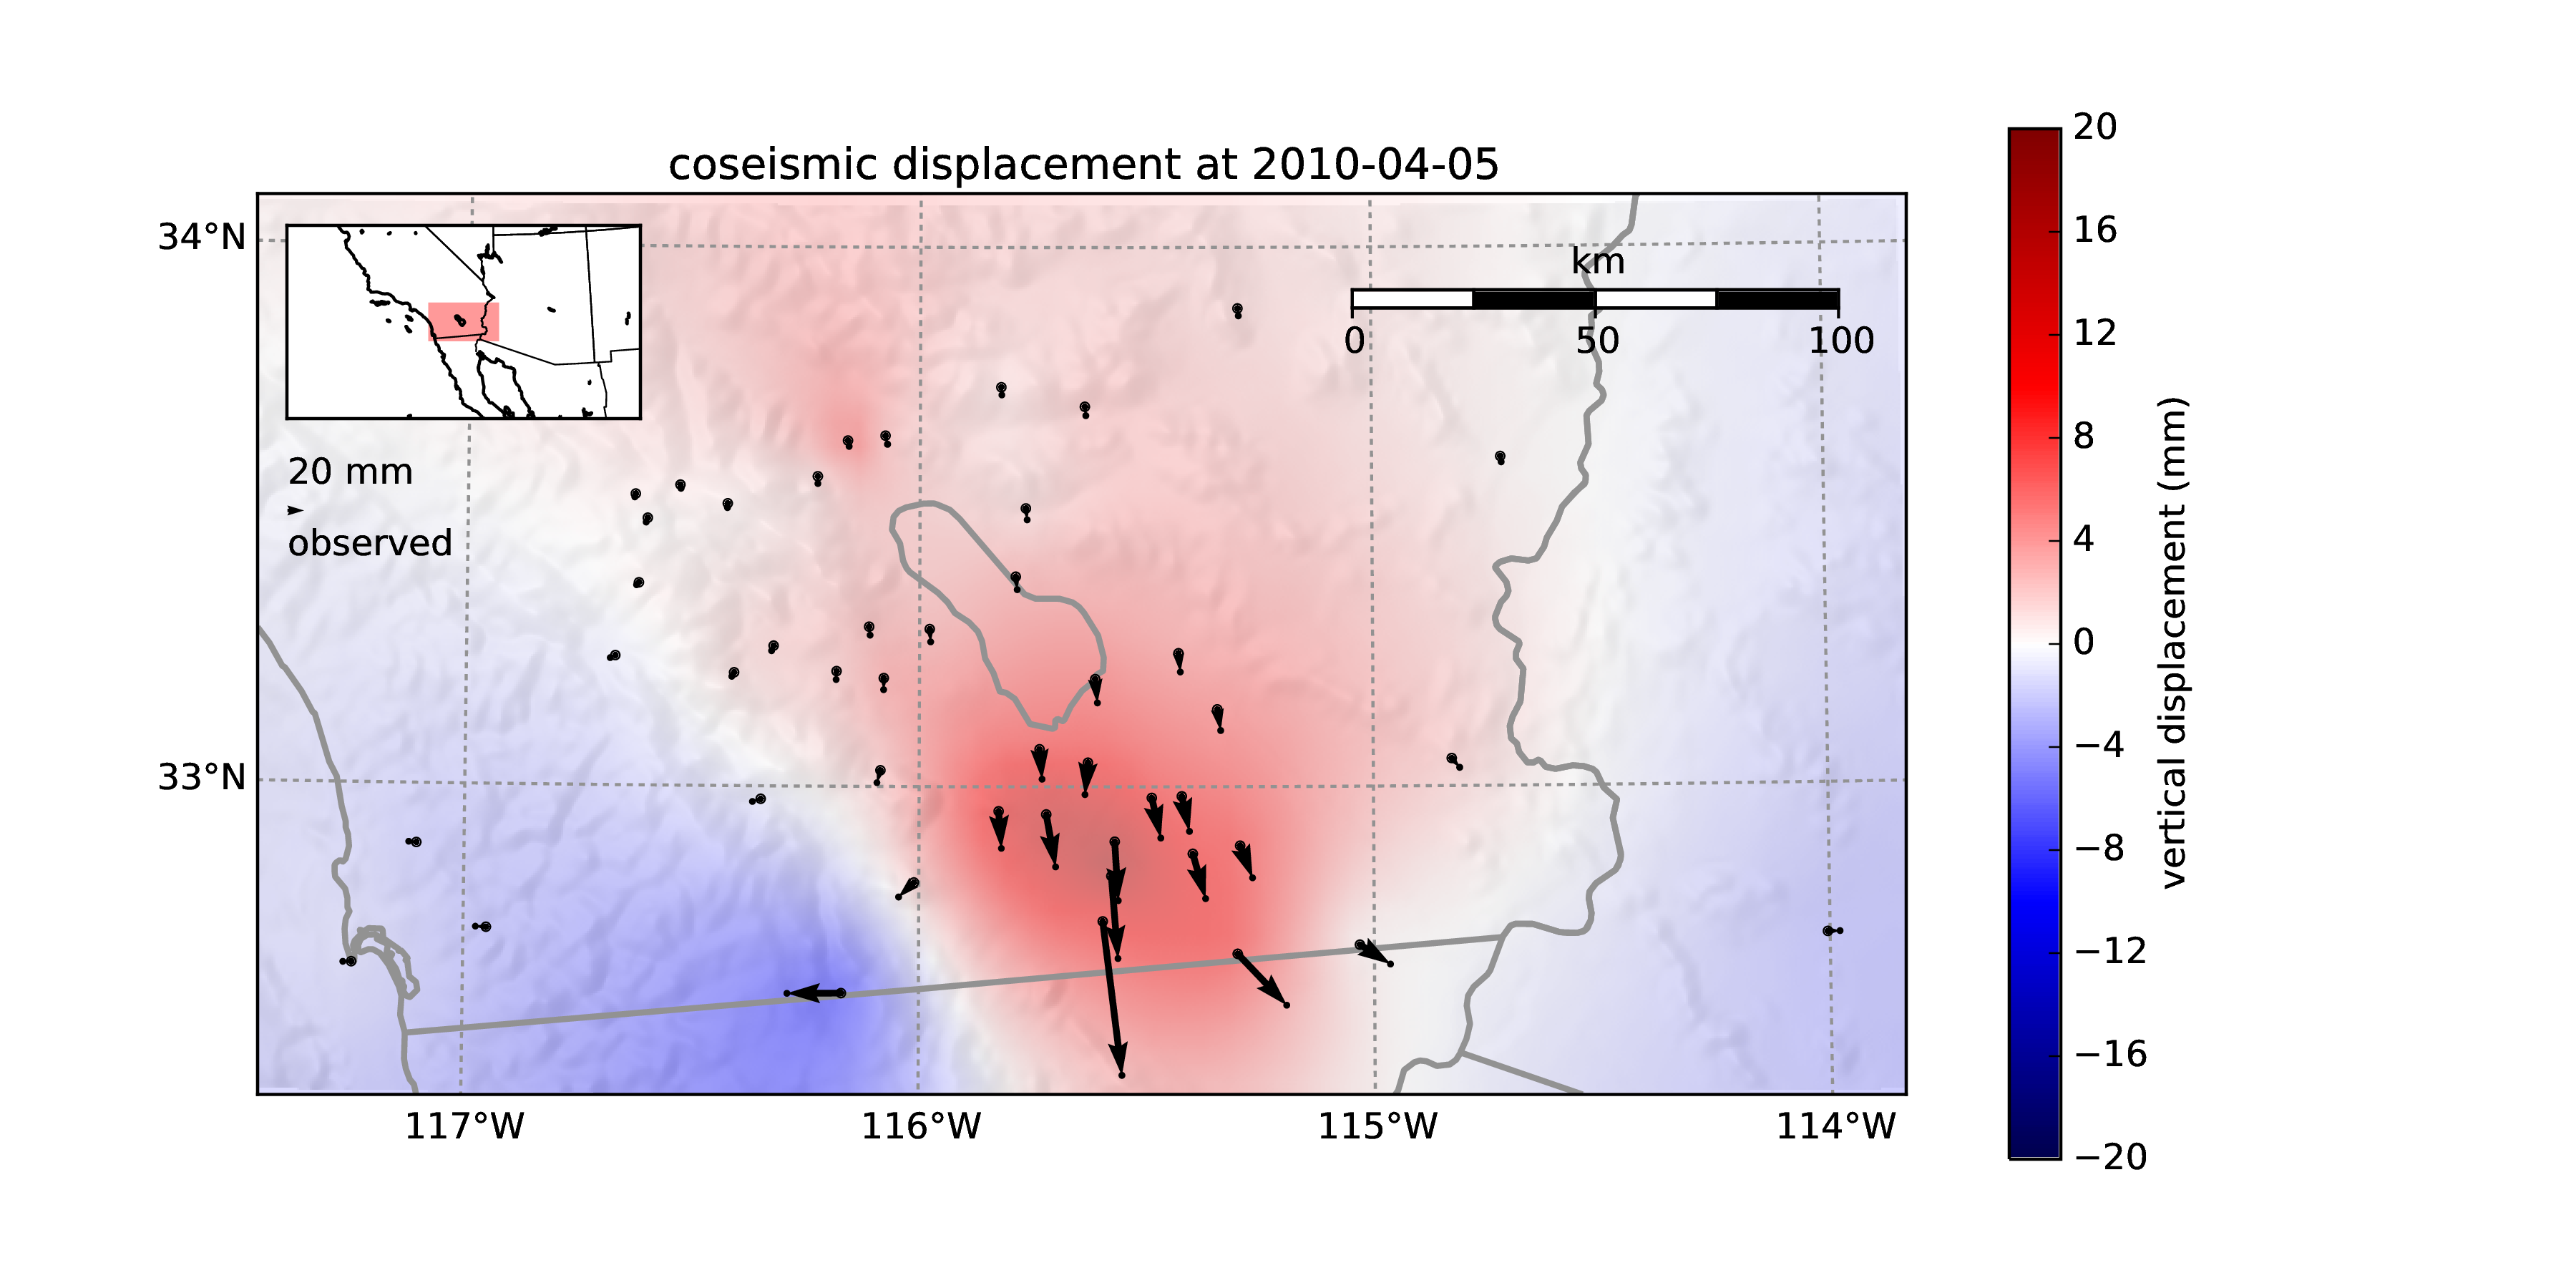 coseismic displacement at 2010-04-05
34°N
33°N
20 mm
observed
km
0 50 100
117°W 116°W 115°W 114°W
20
16
12
8
4
0
−4
−8
−12
−16
−20
vertical displacement (mm)